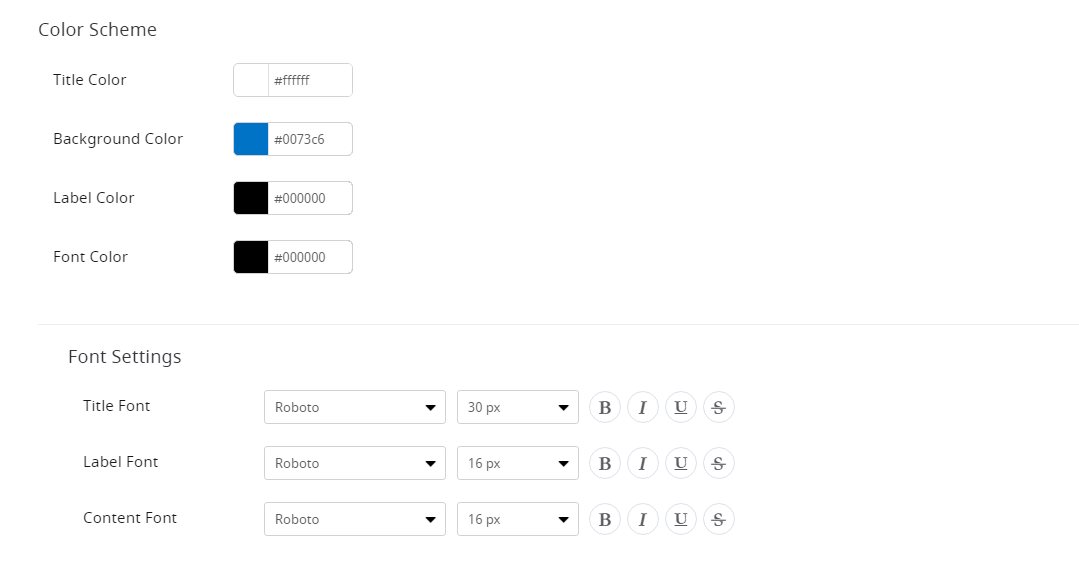 Color Scheme
Title Color #ffffff
Background Color #0073c6
Label Color #000000
Font Color #000000
Font Settings
Title Font Roboto 30 px B I U S
Label Font Roboto 16 px B I U S
Content Font Roboto 16 px B I U S